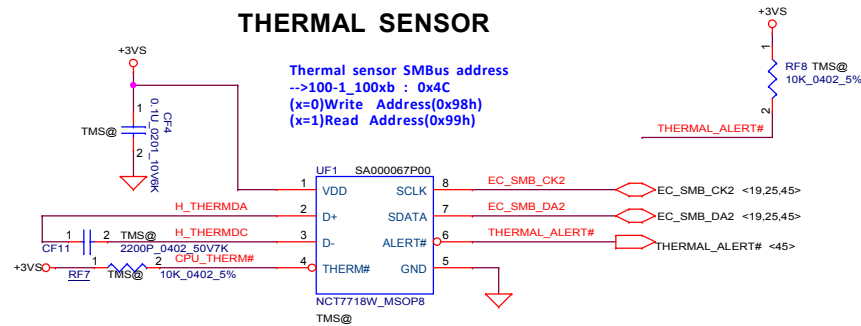 THERMAL SENSOR
+3VS
+3VS
Thermal sensor SMBus address
-->100-1_100xb : 0x4C
(x=0)Write Address(0x98h)
(x=1)Read Address(0x99h)
1
RF8 TMS@
10K_0402_5%
2
THERMAL_ALERT#
1
CF4
0.1U_0201_10V6K
TMS@
2
UF1 SA000067P00
1 VDD SCLK 8 EC_SMB_CK2 EC_SMB_CK2 <19,25,45>
H_THERMDA 2 D+ SDATA 7 EC_SMB_DA2 EC_SMB_DA2 <19,25,45>
CF11 1 2 TMS@ H_THERMDC 3 D- ALERT# 6 THERMAL_ALERT# THERMAL_ALERT# <45>
2200P_0402_50V7K
+3VS 1 2 CPU_THERM# 4 THERM# GND 5
RF7 TMS@ 10K_0402_5%
NCT7718W_MSOP8
TMS@